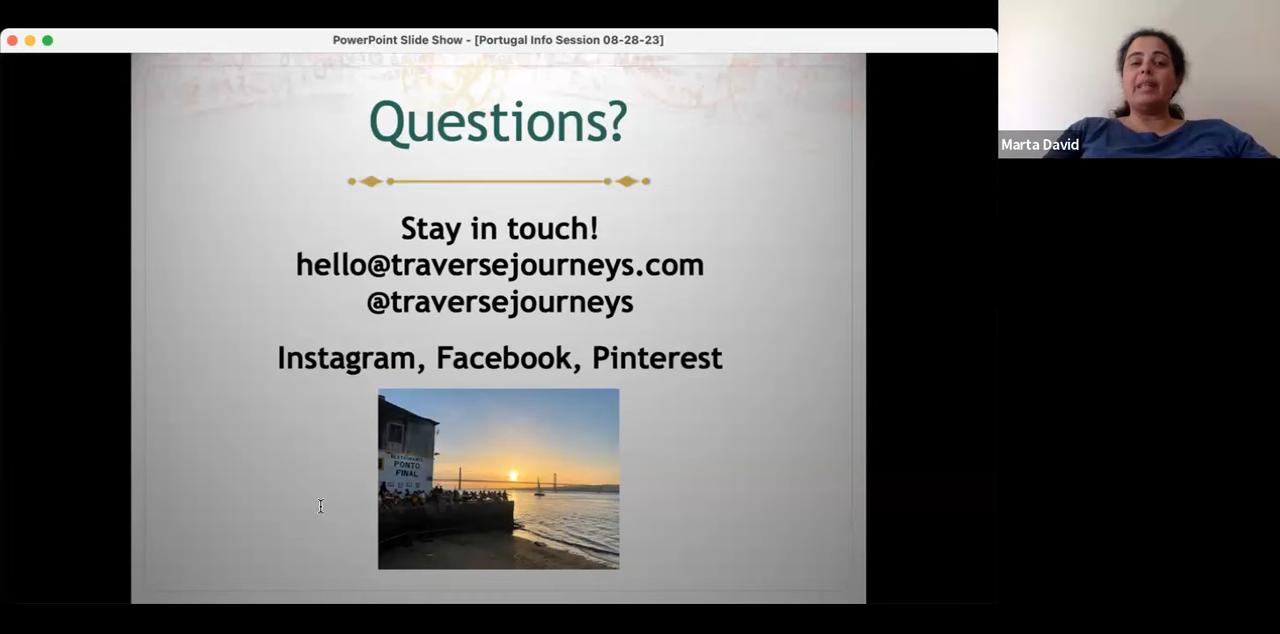 PowerPoint Slide Show - [Portugal Info Session 08-28-23]
Questions?
Stay in touch!
hello@traversejourneys.com
@traversejourneys
Instagram, Facebook, Pinterest
RESTAURANTE
PONTO
FINAL
Marta David